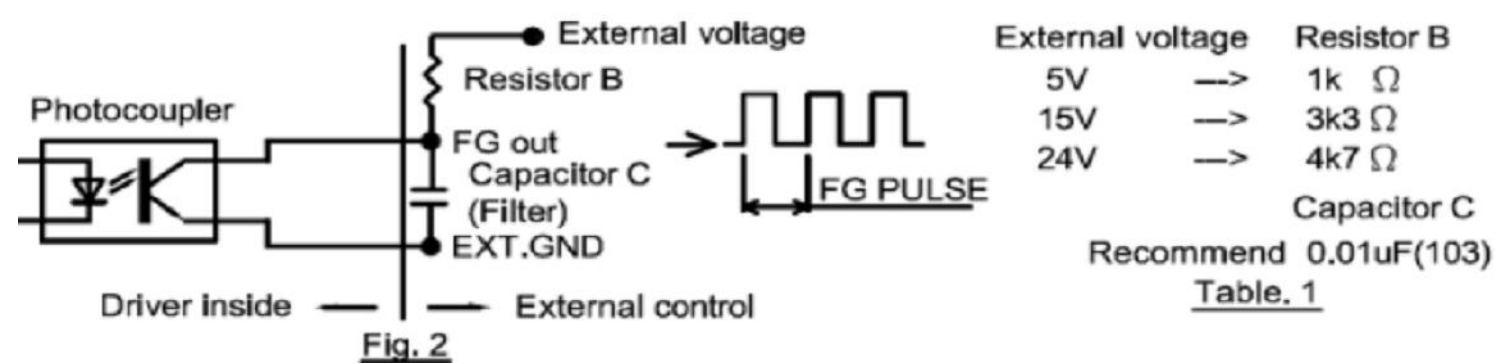 External voltage
Resistor B
Photocoupler
FG out
Capacitor C
(Filter)
FG PULSE
EXT.GND
Driver inside
External control
Fig. 2
External voltage Resistor B
5V ---> 1k Ω
15V ---> 3k3 Ω
24V ---> 4k7 Ω
Capacitor C
Recommend 0.01uF(103)
Table. 1